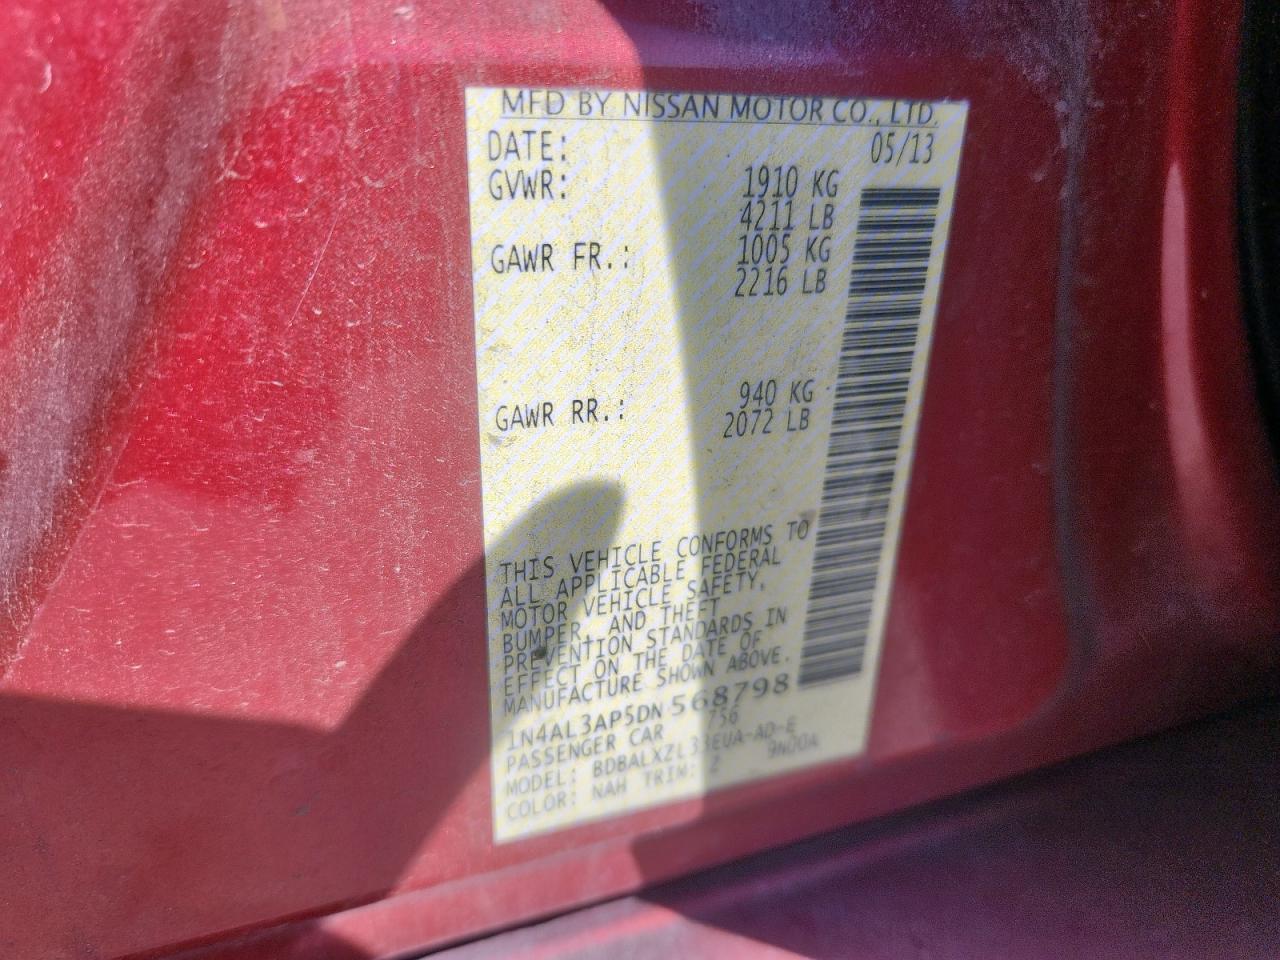 MFD BY NISSAN MOTOR CO., LTD.
DATE: 05/13
GVWR: 1910 KG
4211 LB
GAWR FR.: 1005 KG
2216 LB
GAWR RR.: 940 KG
2072 LB
THIS VEHICLE CONFORMS TO
ALL APPLICABLE FEDERAL
MOTOR VEHICLE SAFETY,
BUMPER, AND THEFT
PREVENTION STANDARDS IN
EFFECT ON THE DATE OF
MANUFACTURE SHOWN ABOVE.
1N4AL3AP5DN568798
PASSENGER CAR 756
MODEL: BDBALXZL33EUA-AD-E
COLOR: NAH TRIM: Z 9N00A